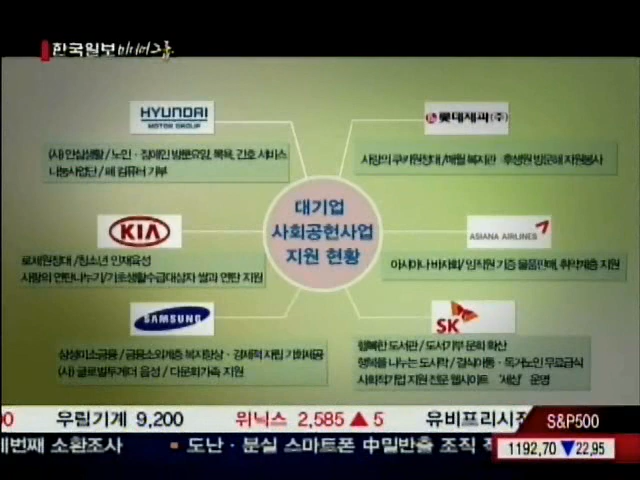 한국일보 미디어그룹
HYUNDAI
MOTOR GROUP
(사) 안심생활 / 노인 · 장애인 방문요양, 목욕, 간호 서비스
나눔사업단 / 폐 컴퓨터 기부
롯데제과(주)
사랑의 쿠키원정대 / 매월 복지관 · 후생원 방문해 자원봉사
대기업
사회공헌사업
지원 현황
KIA
로체원정대 / 청소년 인재육성
사랑의 연탄나누기 / 기초생활수급대상자 쌀과 연탄 지원
ASIANA AIRLINES
아시아나 바자회 / 임직원 기증 물품판매, 취약계층 지원
SAMSUNG
삼성미소금융 / 금융소외계층 복지향상 · 경제적 자립 기회제공
(사) 글로벌투게더 음성 / 다문화가족 지원
SK
행복한 도서관 / 도서기부 문화 확산
행복을 나누는 도시락 / 결식아동 · 독거노인 무료급식
사회적기업 지원 전문 웹사이트 '세상' 운영
0 우림기계 9,200 위닉스 2,585 ▲ 5 유비프리시전
S&P500
네번째 소환조사 ▪ 도난 · 분실 스마트폰 中밀반출 조직
1192,70 ▼22,95